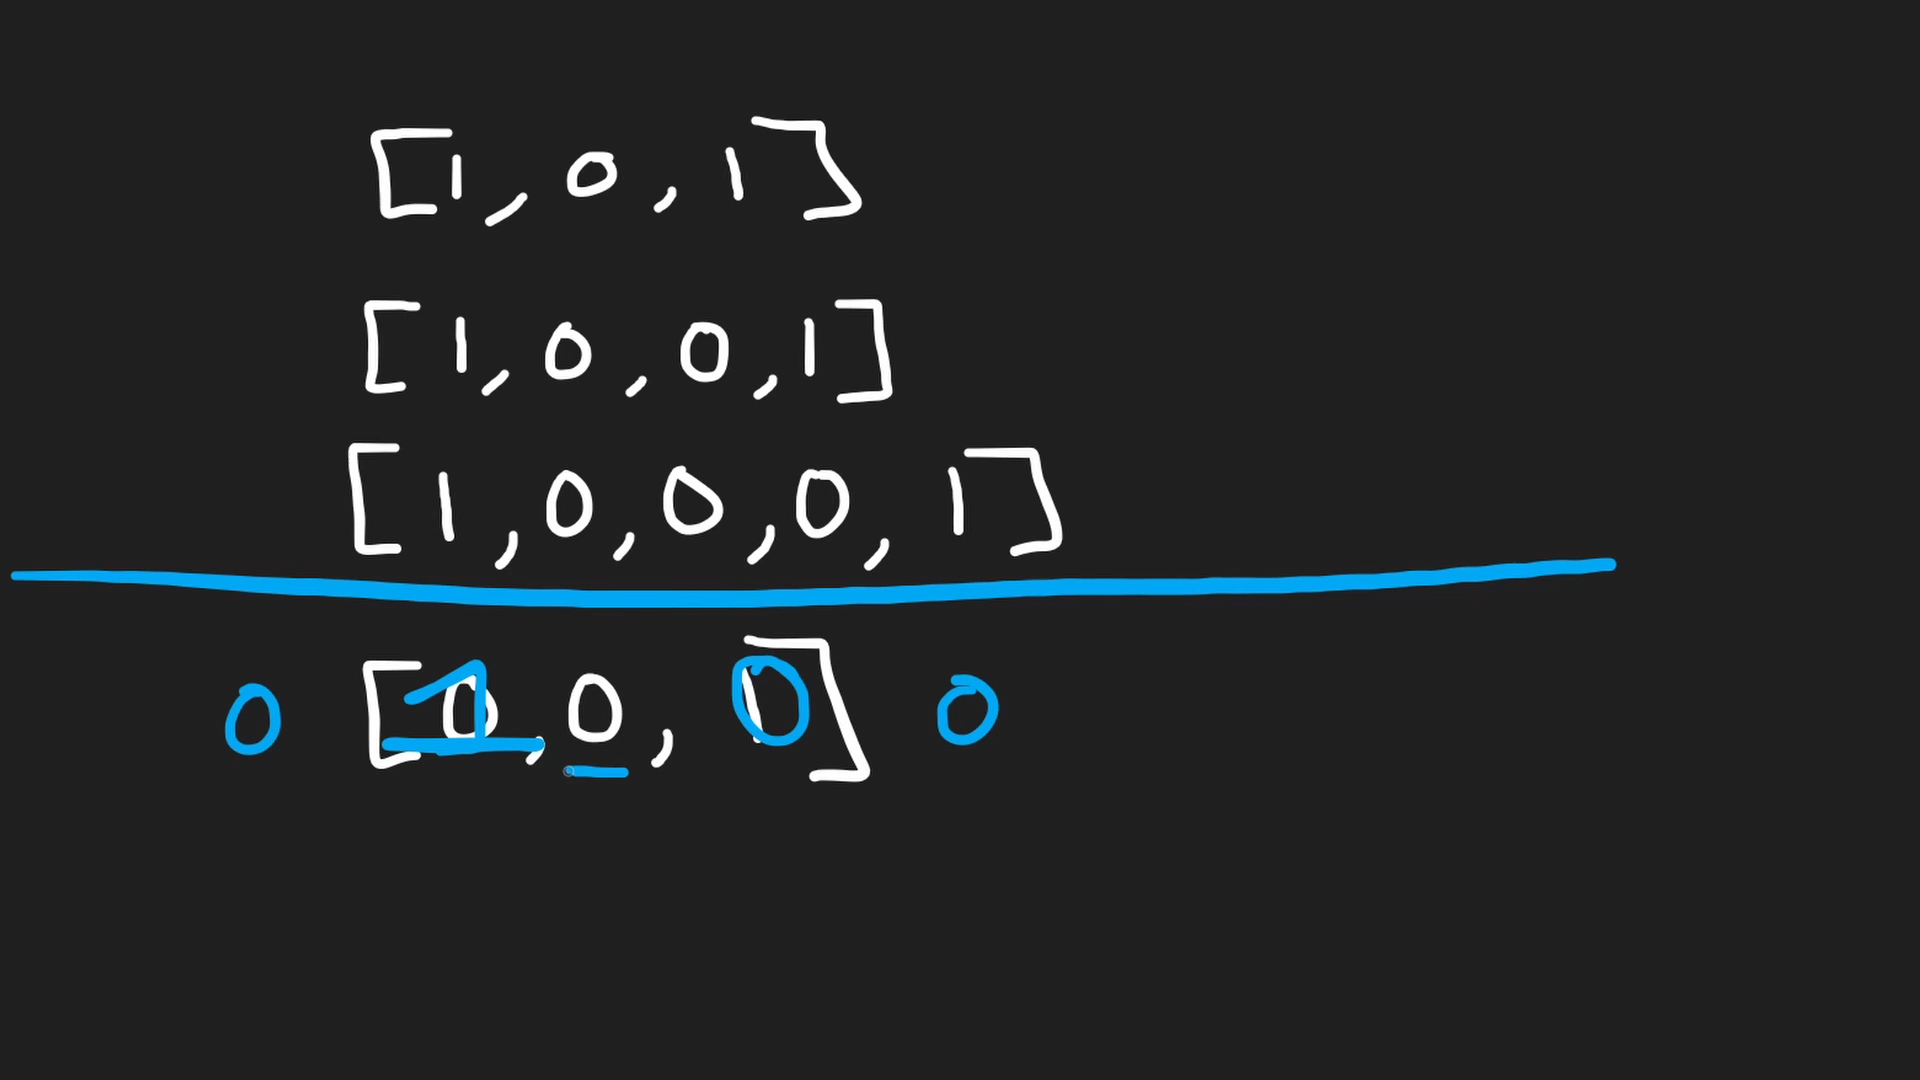 [1, 0, 1]
[1, 0, 0, 1]
[1, 0, 0, 0, 1]
0 [1, 0, 0] 0